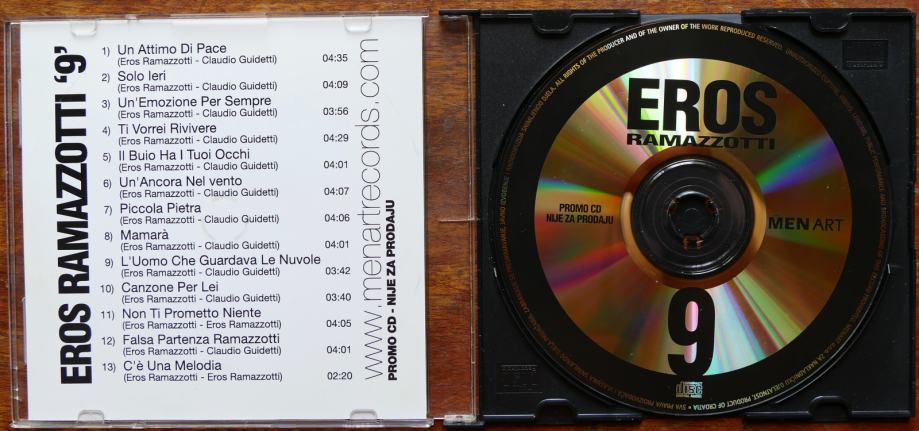 EROS RAMAZZOTTI '9'
1) Un Attimo Di Pace
(Eros Ramazzotti - Claudio Guidetti) 04:35
2) Solo Ieri
(Eros Ramazzotti - Claudio Guidetti) 04:09
3) Un'Emozione Per Sempre
(Eros Ramazzotti - Claudio Guidetti) 03:56
4) Ti Vorrei Rivivere
(Eros Ramazzotti - Claudio Guidetti) 04:29
5) Il Buio Ha I Tuoi Occhi
(Eros Ramazzotti - Claudio Guidetti) 04:01
6) Un'Ancora Nel vento
(Eros Ramazzotti - Claudio Guidetti) 04:07
7) Piccola Pietra
(Eros Ramazzotti - Claudio Guidetti) 04:06
8) Mamarà
(Eros Ramazzotti - Claudio Guidetti) 04:01
9) L'Uomo Che Guardava Le Nuvole
(Eros Ramazzotti - Claudio Guidetti) 03:42
10) Canzone Per Lei
(Eros Ramazzotti - Claudio Guidetti) 03:40
11) Non Ti Prometto Niente
(Eros Ramazzotti - Eros Ramazzotti) 04:05
12) Falsa Partenza Ramazzotti
(Eros Ramazzotti - Claudio Guidetti) 04:01
13) C'è Una Melodia
(Eros Ramazzotti - Eros Ramazzotti) 02:20
www.menartrecords.com
PROMO CD - NIJE ZA PRODAJU
EROS
RAMAZZOTTI
PROMO CD
NIJE ZA PRODAJU
MENART
9
COMPACT
disc
ALL RIGHTS OF THE PRODUCER AND OF THE OWNER OF THE WORK REPRODUCED RESERVED.
PRODUCT OF CROATIA • SVA PRAVA PROIZVOĐAČA